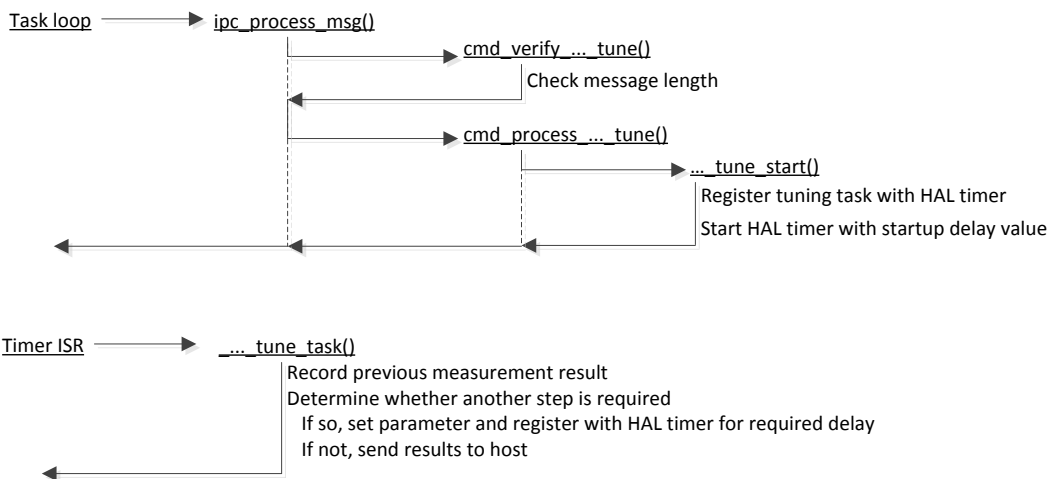 Task loop
ipc_process_msg()
cmd_verify_..._tune()
Check message length
cmd_process_..._tune()
..._tune_start()
Register tuning task with HAL timer
Start HAL timer with startup delay value
Timer ISR
_..._tune_task()
Record previous measurement result
Determine whether another step is required
If so, set parameter and register with HAL timer for required delay
If not, send results to host